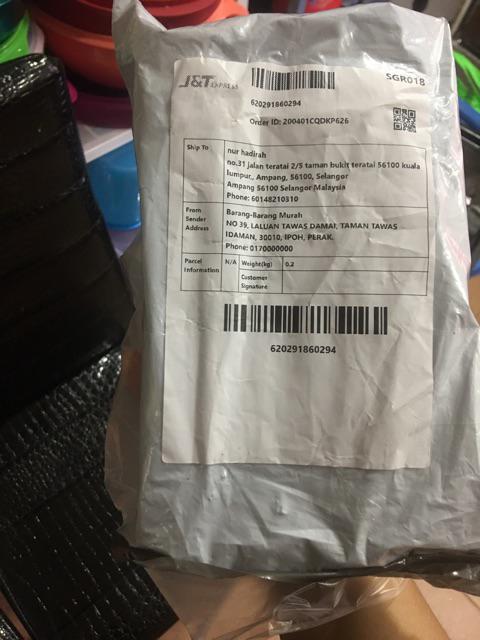 J&T EXPRESS
SGR018
620291860294
Order ID: 200401CQDKP626
Ship To
nur hadirah
no.31 jalan teratai 2/5 taman bukit teratai 56100 kuala
lumpur,, Ampang, 56100, Selangor
Ampang 56100 Selangor Malaysia
Phone: 60148210310
From
Sender
Address
Barang-Barang Murah
NO 39, LALUAN TAWAS DAMAI, TAMAN TAWAS
IDAMAN, 30010, IPOH, PERAK.
Phone: 0170000000
Parcel
Information
N/A
Weight(kg)
0.2
Customer
Signature
620291860294